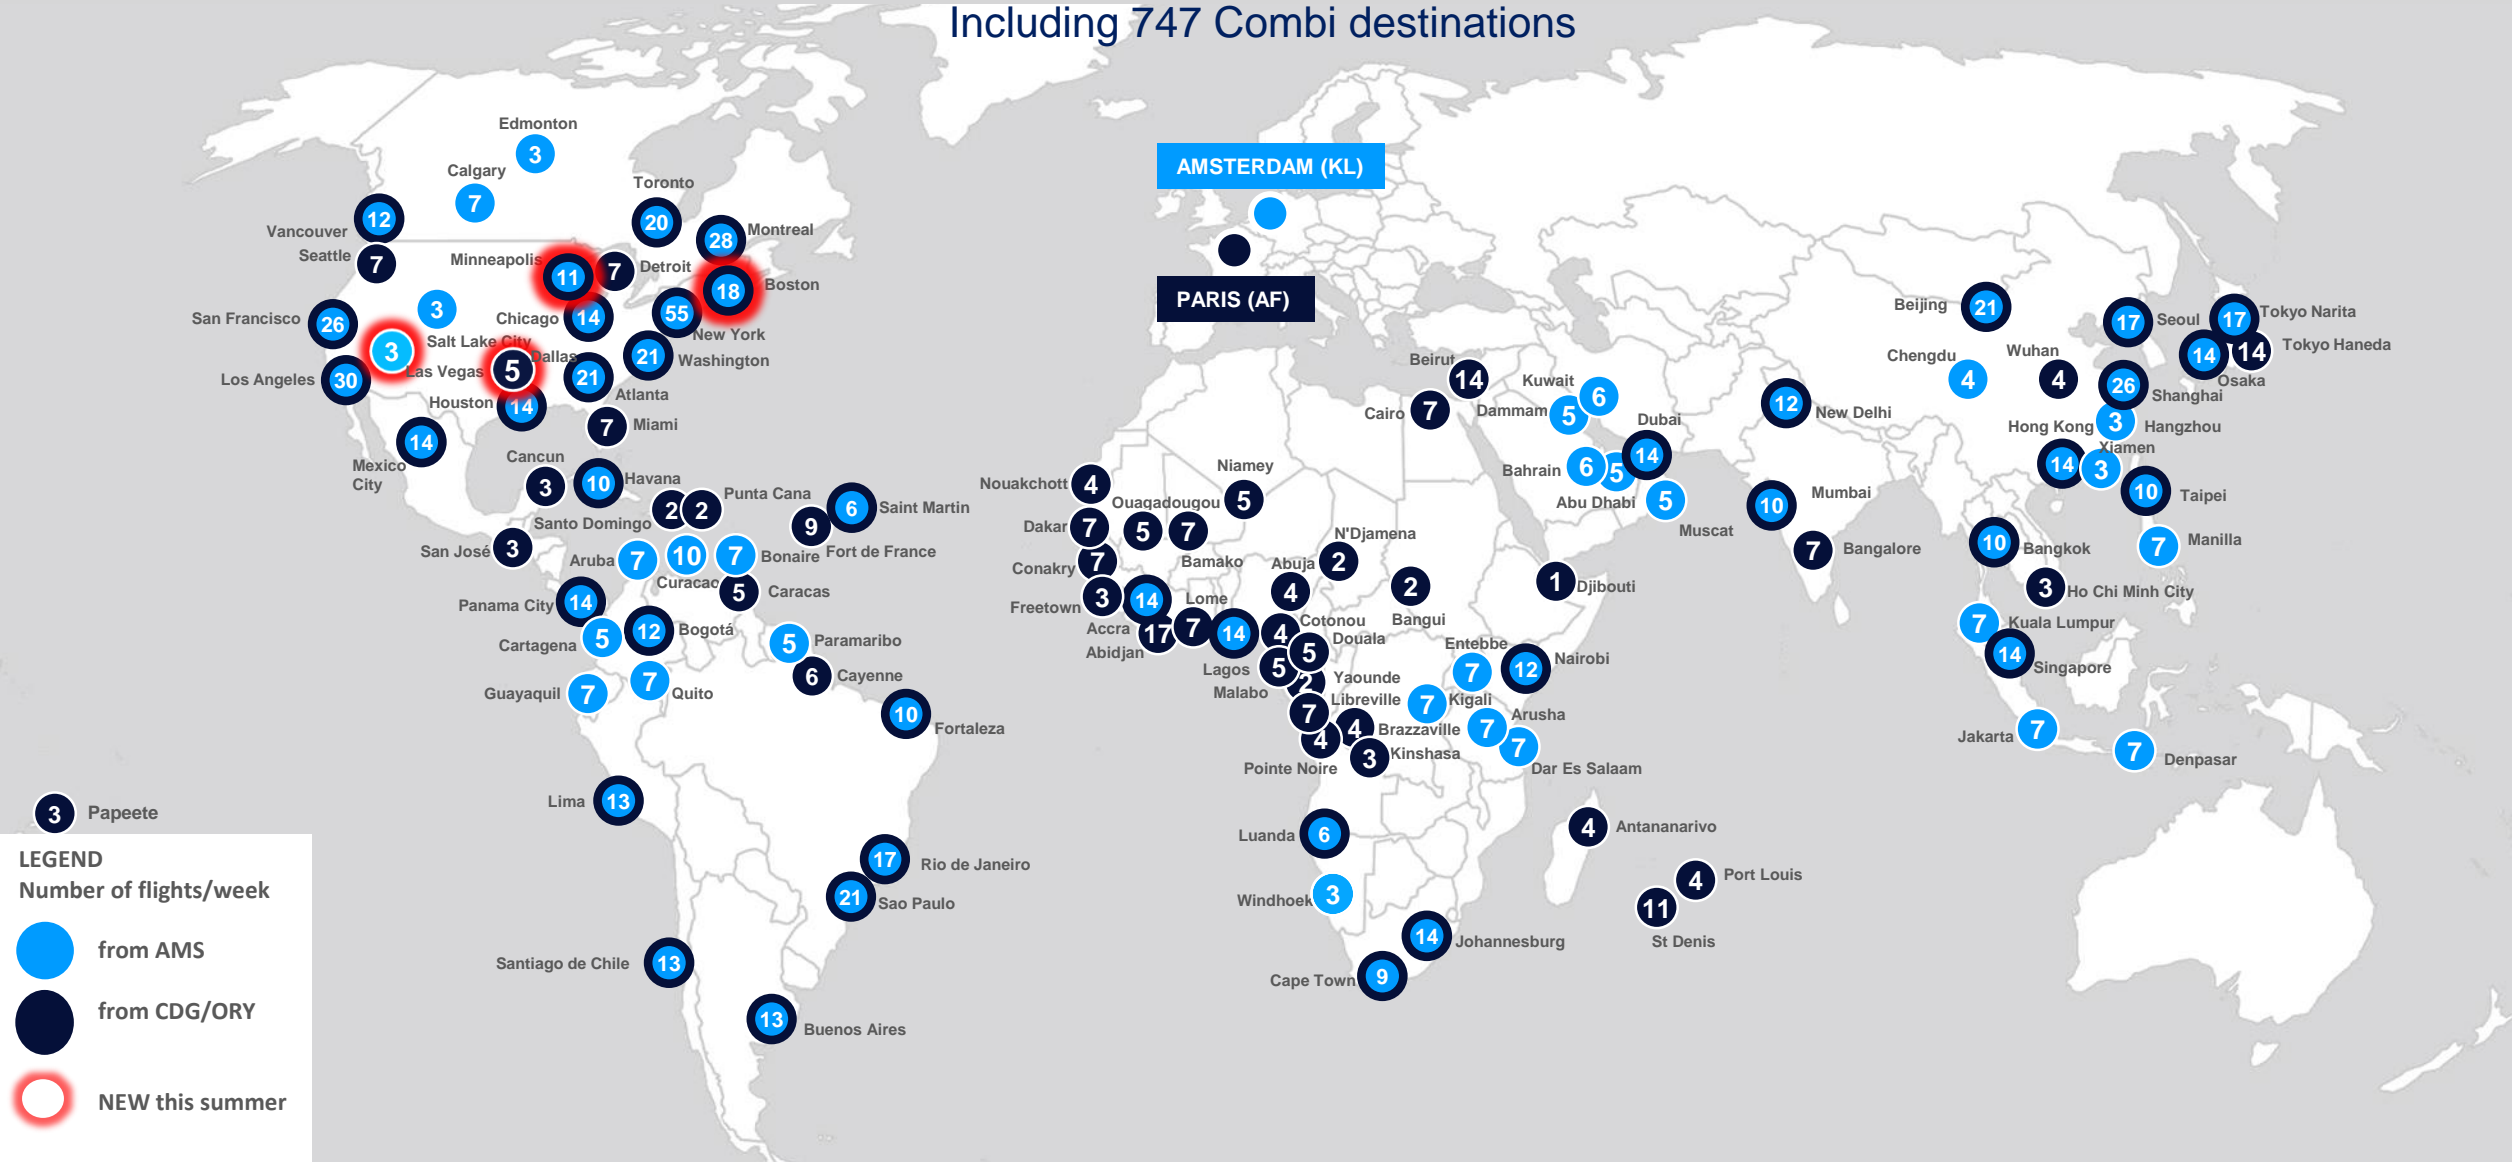 Including 747 Combi destinations
Edmonton
3
Calgary
7
Toronto
20
Vancouver
12
Montreal
28
Seattle
7
Minneapolis
11
7
Detroit
18
Boston
San Francisco
26
3
Salt Lake City
Chicago
14
55
New York
3
Las Vegas
5
Dallas
21
Washington
Los Angeles
30
21
Atlanta
Houston
14
7
Miami
Mexico
City
14
Cancun
3
10
Havana
Santo Domingo
2
2
Punta Cana
6
Saint Martin
9
Fort de France
San José
3
Aruba
7
10
Curacao
7
Bonaire
5
Caracas
Panama City
14
Cartagena
5
12
Bogotá
5
Paramaribo
6
Cayenne
Guayaquil
7
7
Quito
10
Fortaleza
Lima
13
3
Papeete
17
Rio de Janeiro
21
Sao Paulo
Santiago de Chile
13
13
Buenos Aires
AMSTERDAM (KL)
PARIS (AF)
Beirut
14
Cairo
7
Kuwait
6
Dammam
5
Dubai
14
Bahrain
6
5
Abu Dhabi
5
Muscat
Nouakchott
4
Niamey
5
Ouagadougou
5
Dakar
7
7
Bamako
Conakry
7
N'Djamena
2
Abuja
4
2
Bangui
1
Djibouti
Freetown
3
14
Accra
17
Abidjan
Lome
7
14
Lagos
4
Cotonou
5
Douala
5
Malabo
2
Yaounde
7
Libreville
4
Brazzaville
4
Pointe Noire
3
Kinshasa
Entebbe
7
12
Nairobi
7
Kigali
7
Arusha
7
Dar Es Salaam
Luanda
6
4
Antananarivo
Windhoek
3
4
Port Louis
11
St Denis
14
Johannesburg
Cape Town
9
Beijing
21
17
Seoul
17
Tokyo Narita
14
Osaka
14
Tokyo Haneda
Chengdu
4
Wuhan
4
26
Shanghai
3
Hangzhou
12
New Delhi
Hong Kong
14
Xiamen
3
10
Taipei
10
Mumbai
7
Bangalore
10
Bangkok
7
Manilla
3
Ho Chi Minh City
7
Kuala Lumpur
14
Singapore
Jakarta
7
7
Denpasar
LEGEND
Number of flights/week
from AMS
from CDG/ORY
NEW this summer